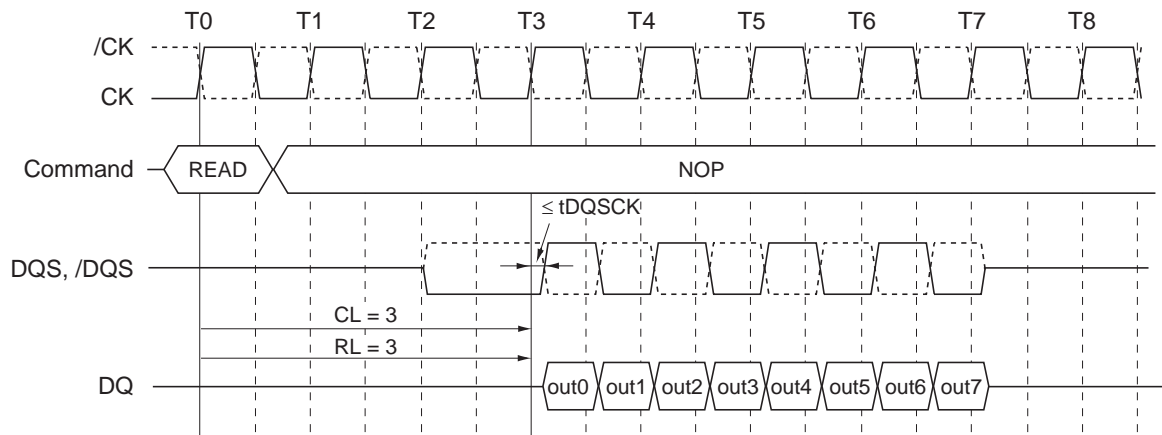 T0 T1 T2 T3 T4 T5 T6 T7 T8
/CK
CK
Command READ NOP
≤ tDQSCK
DQS, /DQS
CL = 3
RL = 3
DQ out0 out1 out2 out3 out4 out5 out6 out7